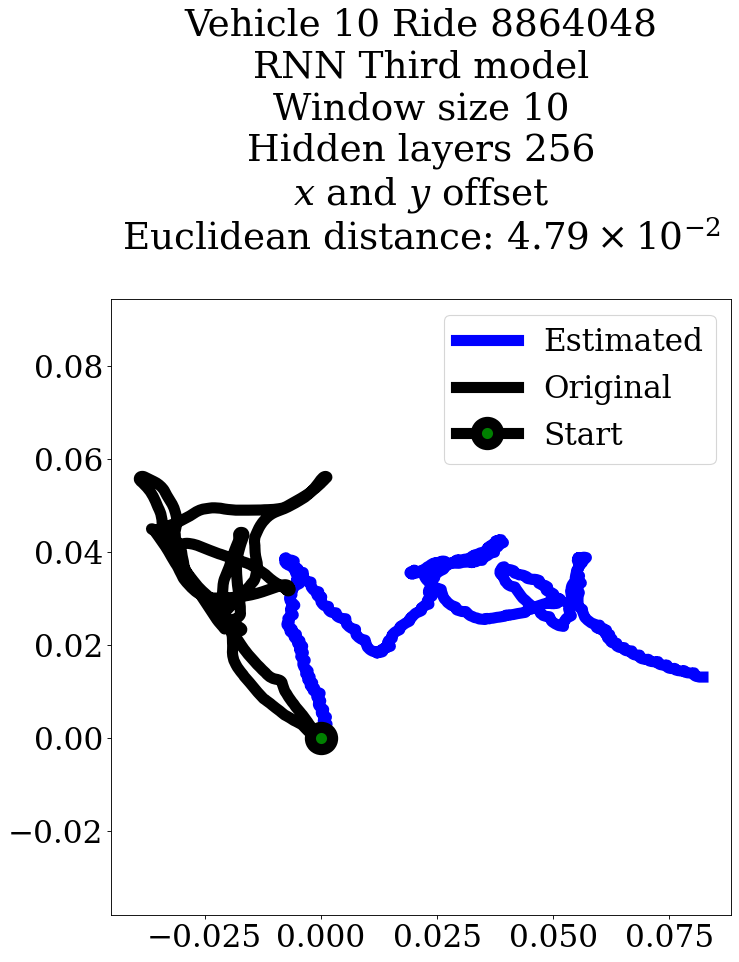 Vehicle 10 Ride 8864048
RNN Third model
Window size 10
Hidden layers 256
x and y offset
Euclidean distance: 4.79 × 10⁻²
Estimated
Original
Start
0.08
0.06
0.04
0.02
0.00
−0.02
−0.025 0.000 0.025 0.050 0.075